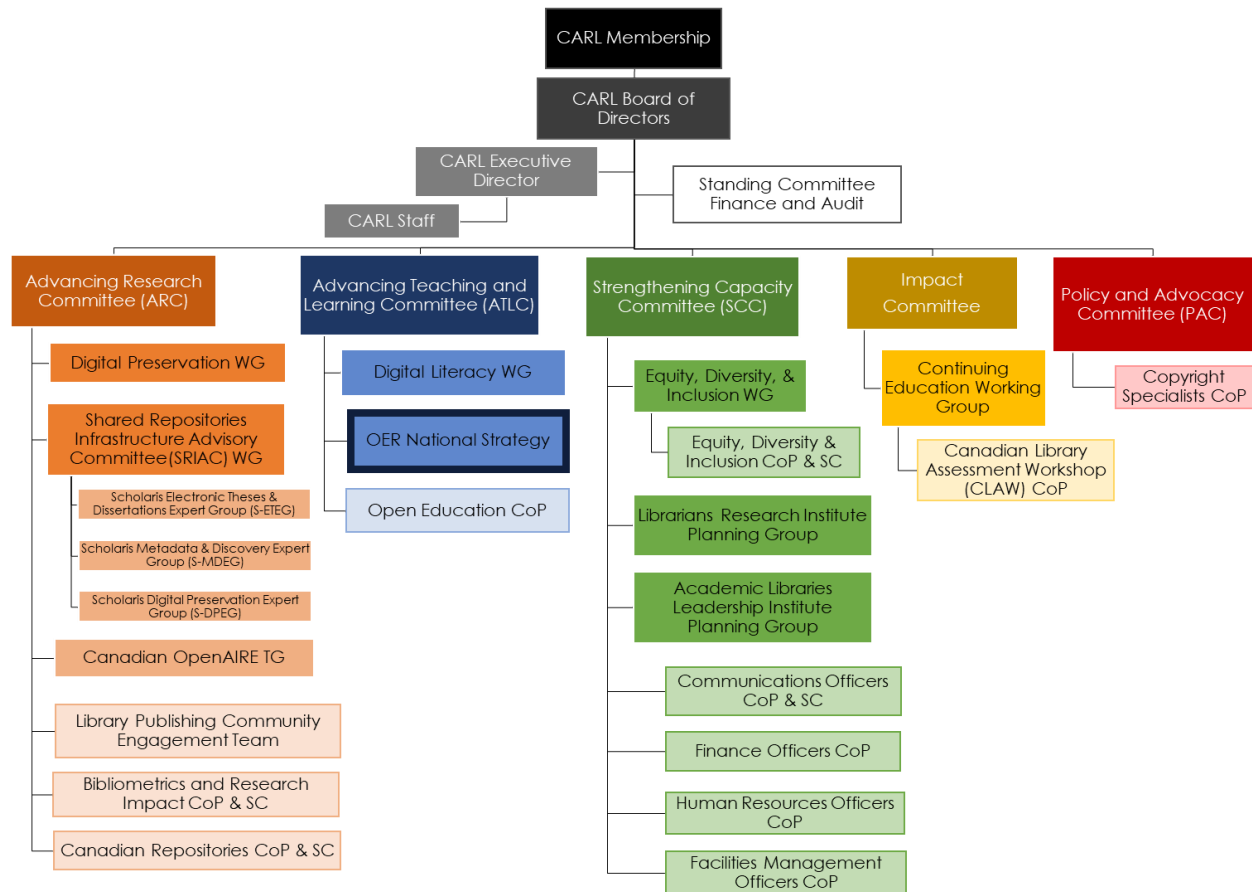 CARL Membership
CARL Board of
Directors
CARL Executive
Director
Standing Committee
Finance and Audit
CARL Staff
Advancing Research
Committee (ARC)
Digital Preservation WG
Shared Repositories
Infrastructure Advisory
Committee(SRIAC) WG
Scholaris Electronic Theses &
Dissertations Expert Group (S-ETEG)
Scholaris Metadata & Discovery Expert
Group (S-MDEG)
Scholaris Digital Preservation Expert
Group (S-DPEG)
Canadian OpenAIRE TG
Library Publishing Community
Engagement Team
Bibliometrics and Research
Impact CoP & SC
Canadian Repositories CoP & SC
Advancing Teaching and
Learning Committee (ATLC)
Digital Literacy WG
OER National Strategy
Open Education CoP
Strengthening Capacity
Committee (SCC)
Equity, Diversity, &
Inclusion WG
Equity, Diversity &
Inclusion CoP & SC
Librarians Research Institute
Planning Group
Academic Libraries
Leadership Institute
Planning Group
Communications Officers
CoP & SC
Finance Officers CoP
Human Resources Officers
CoP
Facilities Management
Officers CoP
Impact
Committee
Continuing
Education Working
Group
Canadian Library
Assessment Workshop
(CLAW) CoP
Policy and Advocacy
Committee (PAC)
Copyright
Specialists CoP